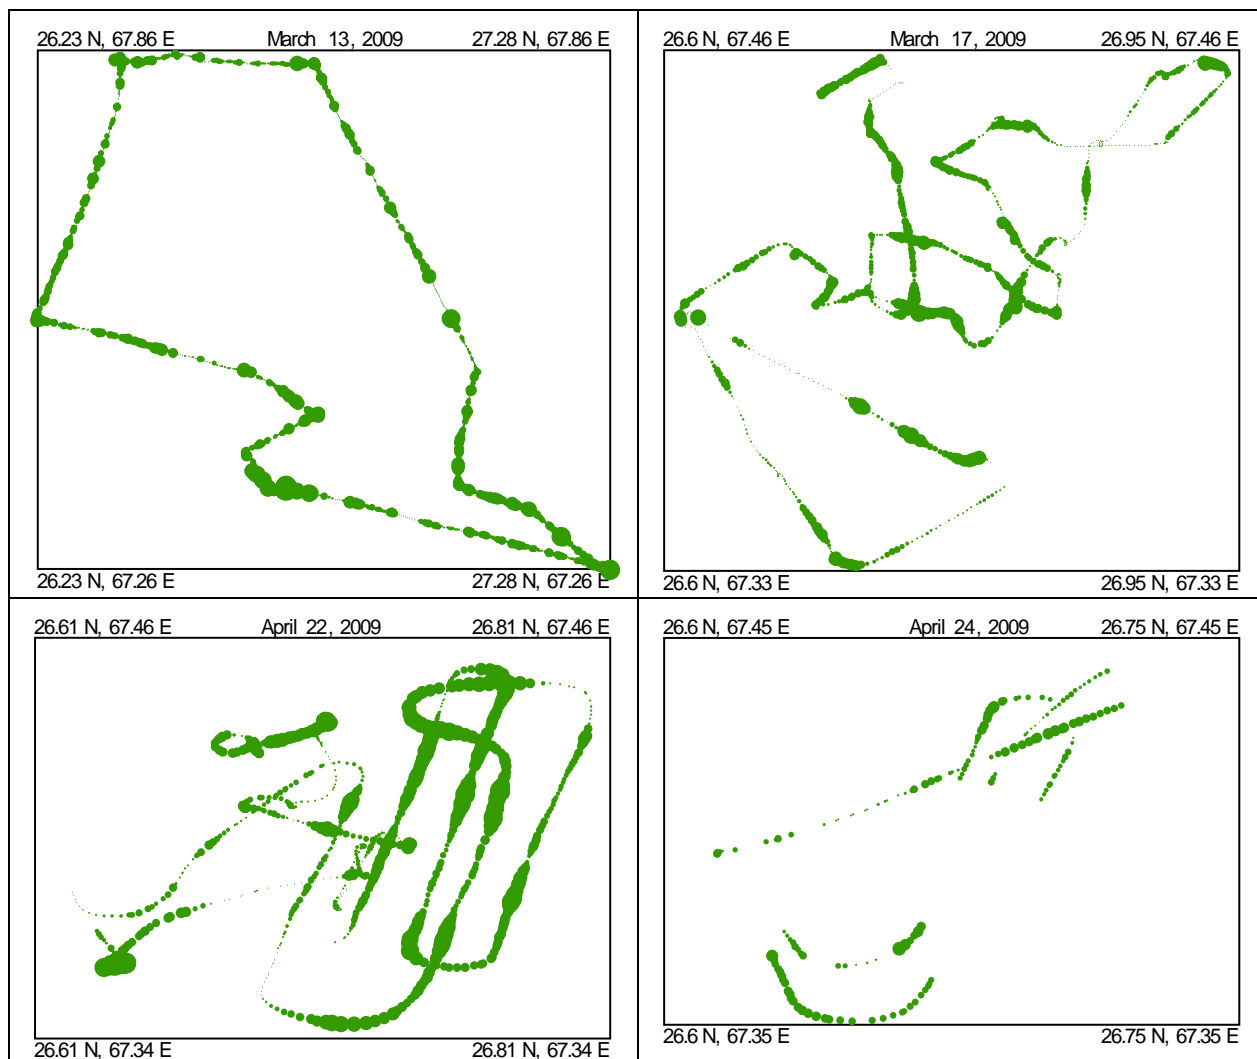 26.23 N, 67.86 E March 13, 2009 27.28 N, 67.86 E
26.23 N, 67.26 E 27.28 N, 67.26 E
26.6 N, 67.46 E March 17, 2009 26.95 N, 67.46 E
26.6 N, 67.33 E 26.95 N, 67.33 E
26.61 N, 67.46 E April 22, 2009 26.81 N, 67.46 E
26.61 N, 67.34 E 26.81 N, 67.34 E
26.6 N, 67.45 E April 24, 2009 26.75 N, 67.45 E
26.6 N, 67.35 E 26.75 N, 67.35 E